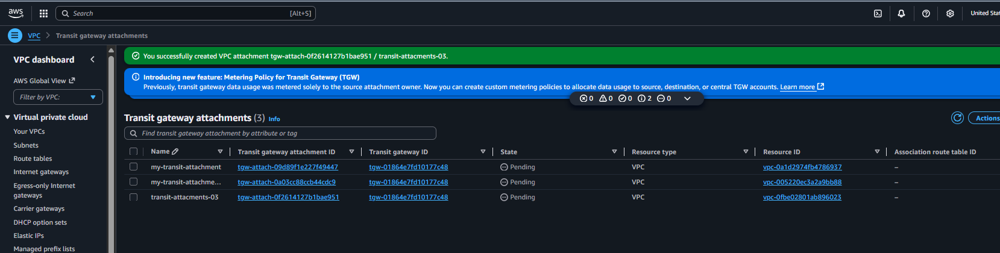 aws
Search [Alt+S]
United Stat
VPC > Transit gateway attachments
VPC dashboard
AWS Global View
Filter by VPC:
Virtual private cloud
Your VPCs
Subnets
Route tables
Internet gateways
Egress-only Internet
gateways
Carrier gateways
DHCP option sets
Elastic IPs
Managed prefix lists
You successfully created VPC attachment tgw-attach-0f2614127b1bae951 / transit-attacments-03.
Introducing new feature: Metering Policy for Transit Gateway (TGW)
Previously, transit gateway data usage was metered solely to the source attachment owner. Now you can create custom metering policies to allocate data usage to source, destination, or central TGW accounts. Learn more
0 0 0 2 0
Transit gateway attachments (3) Info
Actions
Find transit gateway attachment by attribute or tag
Name Transit gateway attachment ID Transit gateway ID State Resource type Resource ID Association route table ID
my-transit-attachment tgw-attach-09d89f1e227f49447 tgw-01864e7fd10177c48 Pending VPC vpc-0a1d2974fb4786937 –
my-transit-attachme... tgw-attach-0a03cc88ccb44cdc9 tgw-01864e7fd10177c48 Pending VPC vpc-005220ec3a2a9bb88 –
transit-attacments-03 tgw-attach-0f2614127b1bae951 tgw-01864e7fd10177c48 Pending VPC vpc-0fbe02801ab896023 –